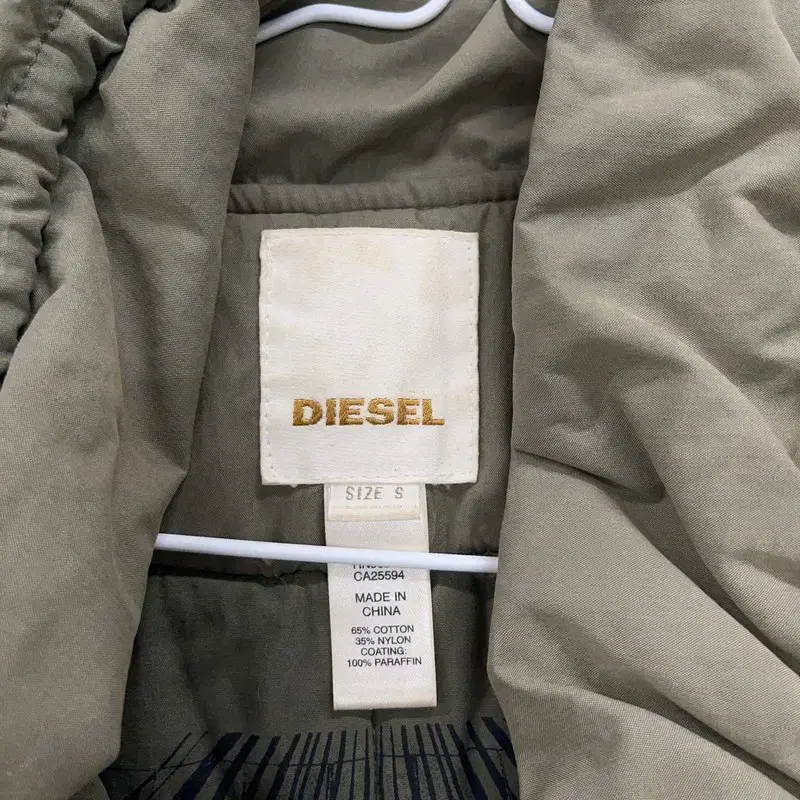 DIESEL
SIZE S
CA25594
MADE IN
CHINA
65% COTTON
35% NYLON
COATING:
100% PARAFFIN